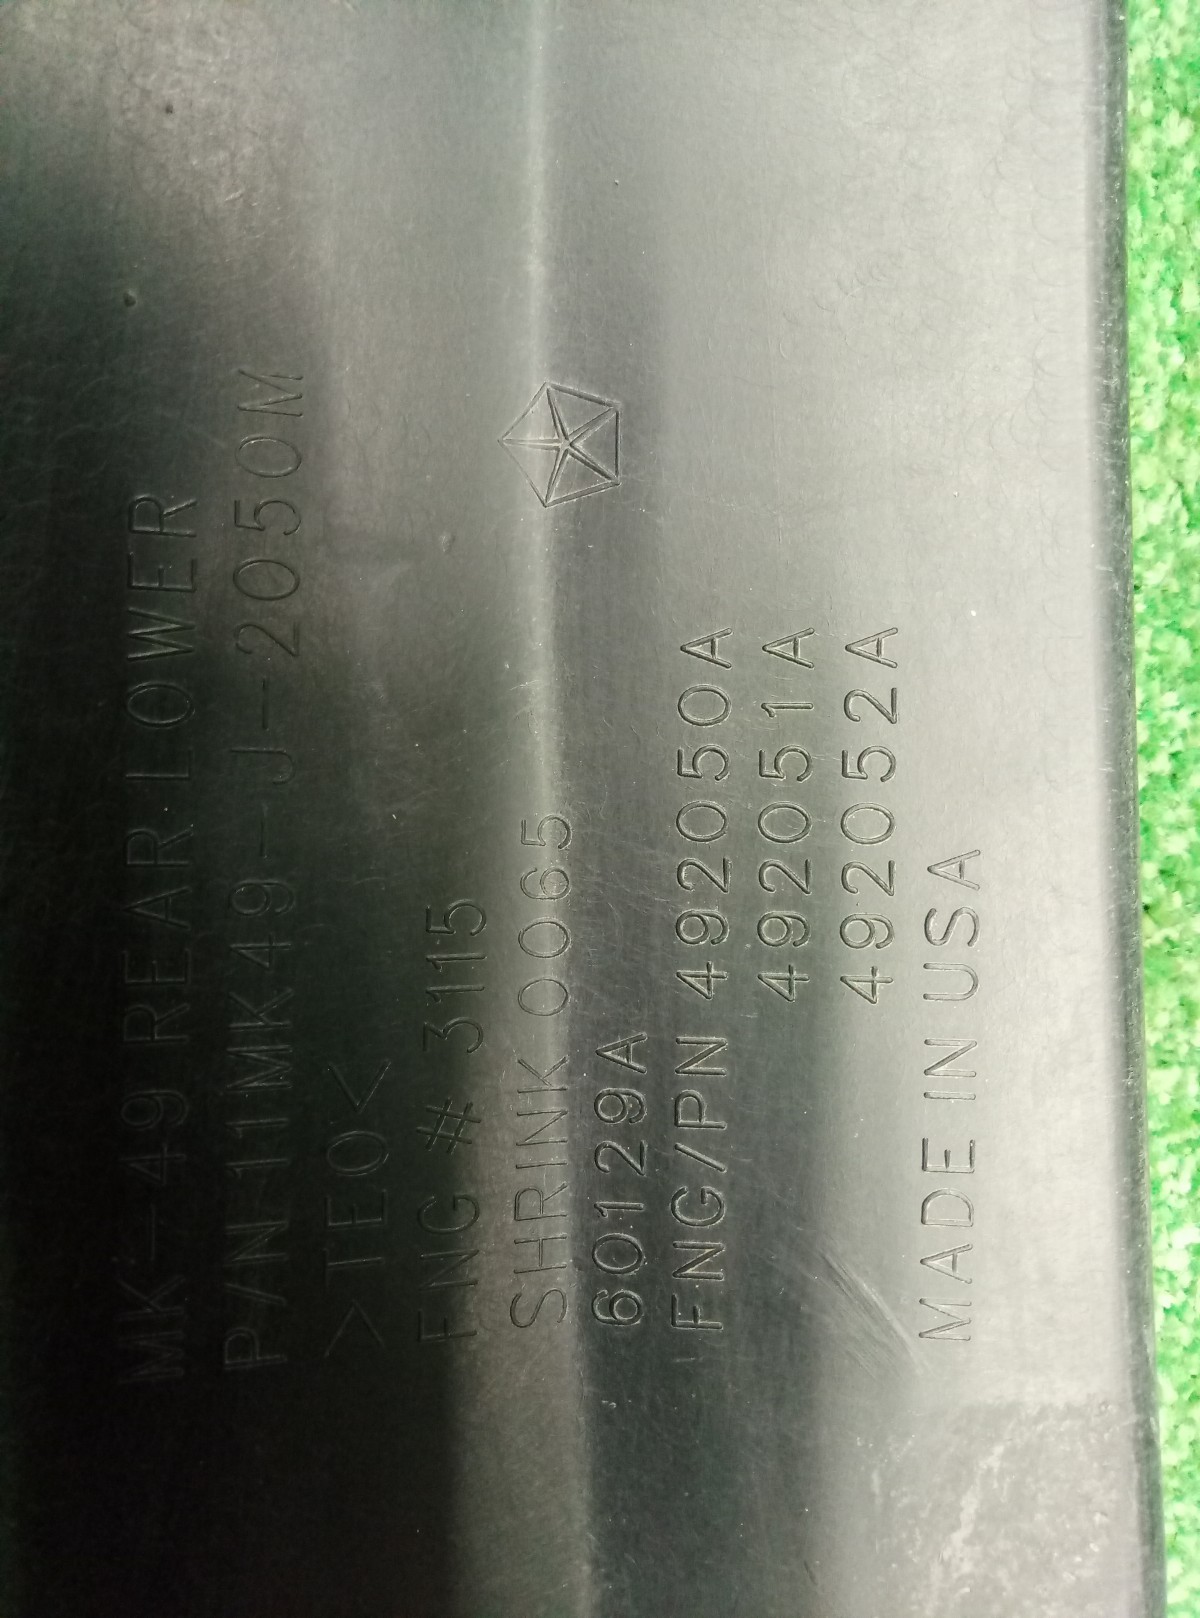 MK-49 REAR LOWER
P/N 11MK49-J-2050M
>TEO<
ENG # 3115
SHRINK 0065
60129A
ENG/PN 492050A
492051A
492052A
MADE IN USA